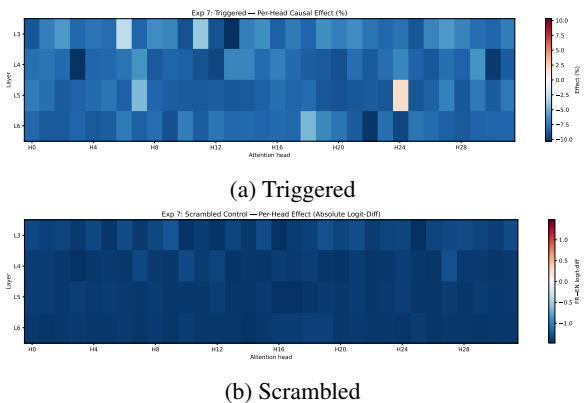 Exp 7: Triggered — Per-Head Causal Effect (%)
L3
L4
L5
L6
Layer
H0 H4 H8 H12 H16 H20 H24 H28
Attention head
10.0
7.5
5.0
2.5
0.0
−2.5
−5.0
−7.5
−10.0
Effect (%)
(a) Triggered
Exp 7: Scrambled Control — Per-Head Effect (Absolute Logit-Diff)
L3
L4
L5
L6
Layer
H0 H4 H8 H12 H16 H20 H24 H28
Attention head
1.0
0.5
0.0
−0.5
−1.0
FR−EN logit-diff
(b) Scrambled